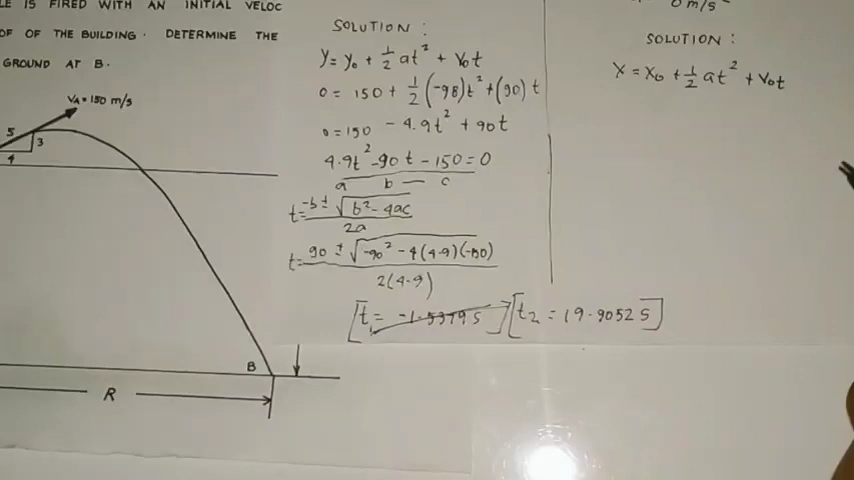 LE IS FIRED WITH AN INITIAL VELOC
OF OF THE BUILDING. DETERMINE THE
GROUND AT B.
VA = 150 m/s
5
3
4
B
R
SOLUTION :
y = y₀ + 1/2 at² + V₀t
0 = 150 + 1/2 (-9.8)t² + (90) t
0 = 150 - 4.9t² + 90t
4.9t² - 90t - 150 = 0
a b c
t = -b ± √b² - 4ac / 2a
t = 90 ± √-90² - 4(4.9)(-150) / 2(4.9)
[t₁ = -1.5379 s] [t₂ = 19.9052 s]
0 m/s
SOLUTION :
x = x₀ + 1/2 at² + V₀t